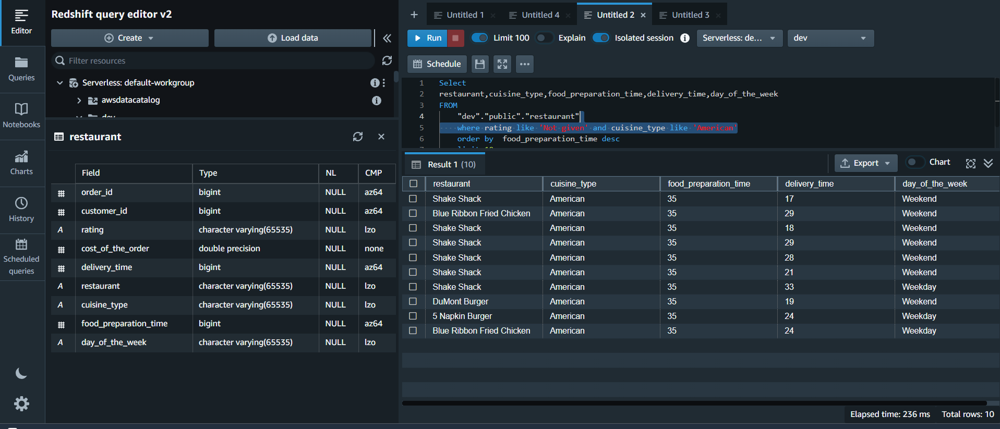 Editor
Queries
Notebooks
Charts
History
Scheduled
queries
Redshift query editor v2
Create
Load data
Filter resources
Serverless: default-workgroup
awsdatacatalog
dev
restaurant
Field Type NL CMP
order_id bigint NULL az64
customer_id bigint NULL az64
A rating character varying(65535) NULL lzo
cost_of_the_order double precision NULL none
delivery_time bigint NULL az64
A restaurant character varying(65535) NULL lzo
A cuisine_type character varying(65535) NULL lzo
food_preparation_time bigint NULL az64
A day_of_the_week character varying(65535) NULL lzo
Untitled 1 Untitled 4 Untitled 2 Untitled 3
Run Limit 100 Explain Isolated session Serverless: de... dev
Schedule
1 Select
2 restaurant,cuisine_type,food_preparation_time,delivery_time,day_of_the_week
3 FROM
4 "dev"."public"."restaurant"
5 where rating like 'Not given' and cuisine_type like 'American'
6 order by food_preparation_time desc
7 limit 10
Result 1 (10) Export Chart
restaurant cuisine_type food_preparation_time delivery_time day_of_the_week
Shake Shack American 35 17 Weekend
Blue Ribbon Fried Chicken American 35 29 Weekend
Shake Shack American 35 18 Weekend
Shake Shack American 35 29 Weekend
Shake Shack American 35 28 Weekend
Shake Shack American 35 21 Weekend
Shake Shack American 35 33 Weekday
DuMont Burger American 35 19 Weekend
5 Napkin Burger American 35 24 Weekday
Blue Ribbon Fried Chicken American 35 24 Weekday
Elapsed time: 236 ms Total rows: 10